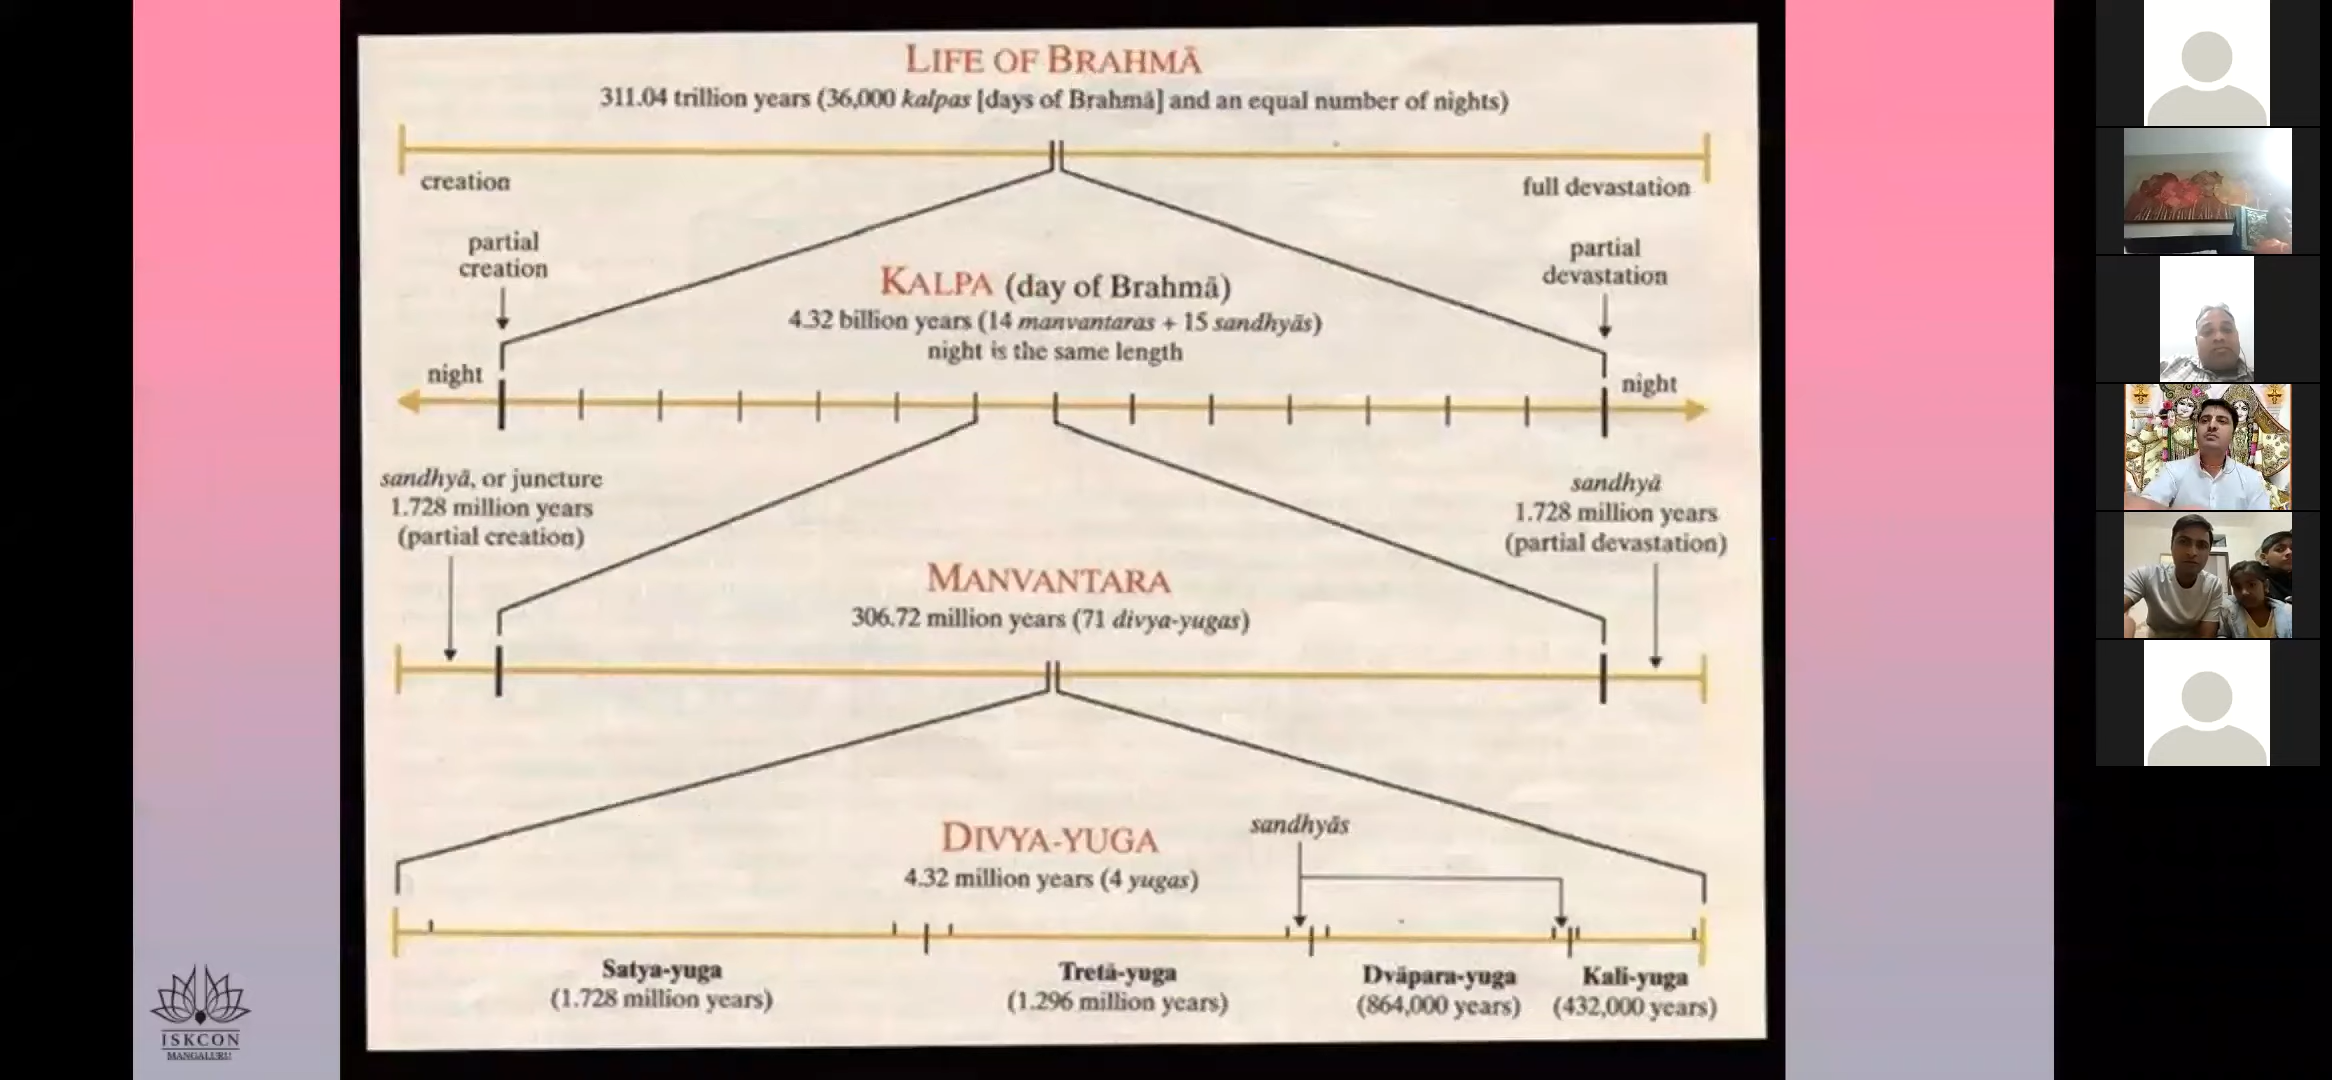 LIFE OF BRAHMĀ
311.04 trillion years (36,000 kalpas [days of Brahmā] and an equal number of nights)
creation
full devastation
partial
creation
partial
devastation
KALPA (day of Brahmā)
4.32 billion years (14 manvantaras + 15 sandhyās)
night is the same length
night
night
sandhyā, or juncture
1.728 million years
(partial creation)
sandhyā
1.728 million years
(partial devastation)
MANVANTARA
306.72 million years (71 divya-yugas)
sandhyās
DIVYA-YUGA
4.32 million years (4 yugas)
Satya-yuga
(1.728 million years)
Tretā-yuga
(1.296 million years)
Dvāpara-yuga
(864,000 years)
Kali-yuga
(432,000 years)
ISKCON
MANGALURU